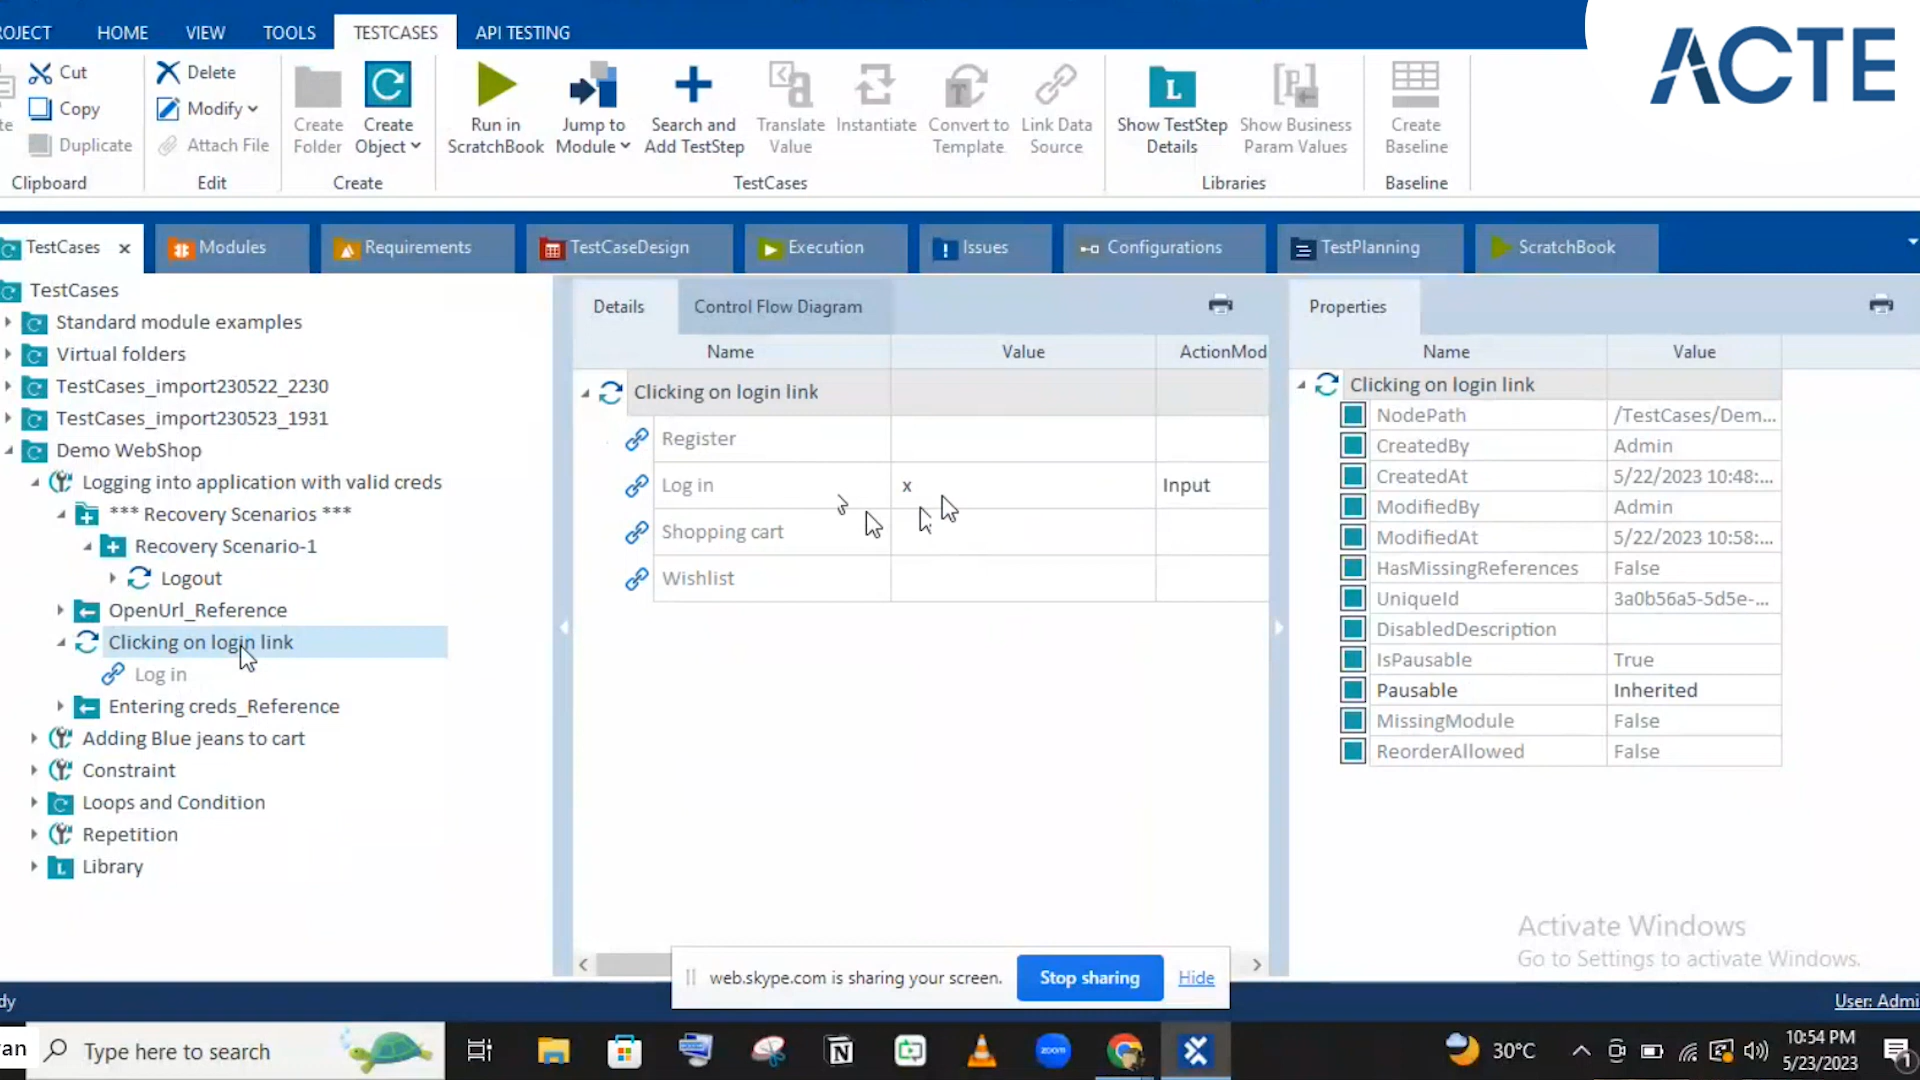 ROJECT HOME VIEW TOOLS TESTCASES API TESTING
ACTE
Cut
Copy
Duplicate
Clipboard
Delete
Modify
Attach File
Edit
Create Folder
Create Object
Create
Run in ScratchBook
Jump to Module
Search and Add TestStep
Translate Value
Instantiate
Convert to Template
Link Data Source
TestCases
Show TestStep Details
Show Business Param Values
Libraries
Create Baseline
Baseline
TestCases × Modules Requirements TestCaseDesign Execution Issues Configurations TestPlanning ScratchBook
TestCases
Standard module examples
Virtual folders
TestCases_import230522_2230
TestCases_import230523_1931
Demo WebShop
Logging into application with valid creds
*** Recovery Scenarios ***
Recovery Scenario-1
Logout
OpenUrl_Reference
Clicking on login link
Log in
Entering creds_Reference
Adding Blue jeans to cart
Constraint
Loops and Condition
Repetition
Library
Details Control Flow Diagram
Name Value ActionMod
Clicking on login link
Register
Log in x Input
Shopping cart
Wishlist
Properties
Name Value
Clicking on login link
NodePath /TestCases/Dem...
CreatedBy Admin
CreatedAt 5/22/2023 10:48:...
ModifiedBy Admin
ModifiedAt 5/22/2023 10:58:...
HasMissingReferences False
UniqueId 3a0b56a5-5d5e-...
DisabledDescription
IsPausable True
Pausable Inherited
MissingModule False
ReorderAllowed False
Activate Windows
Go to Settings to activate Windows.
web.skype.com is sharing your screen. Stop sharing Hide
dy
User: Admi
van
Type here to search
zoom
30°C
10:54 PM
5/23/2023
1